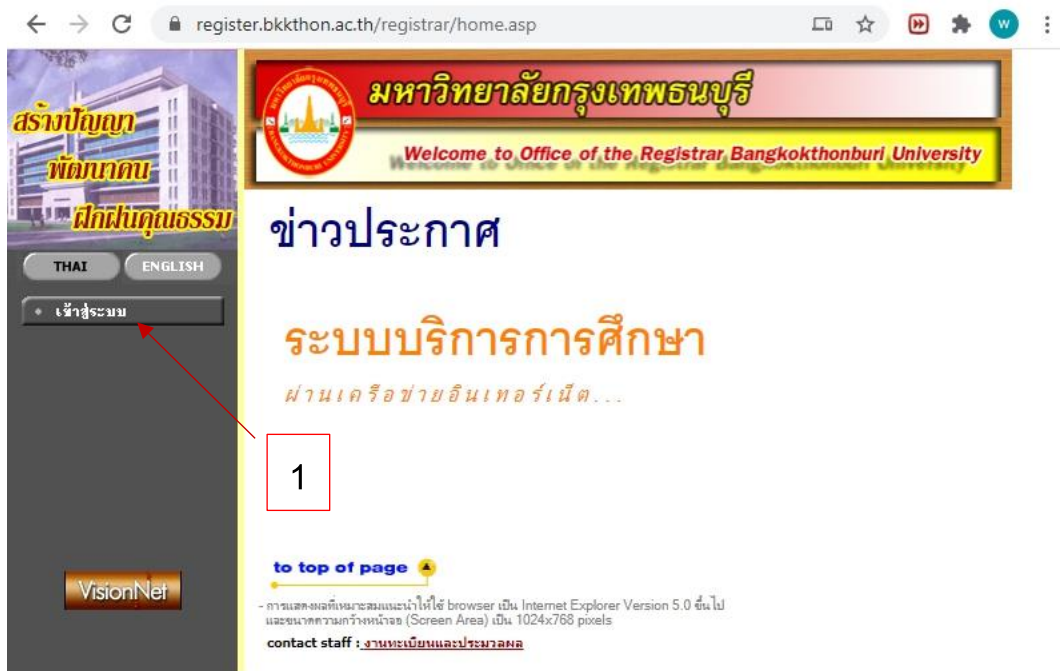 register.bkkthon.ac.th/registrar/home.asp
W
สร้างปัญญา
พัฒนาคน
ฝึกฝนคุณธรรม
THAI
ENGLISH
เข้าสู่ระบบ
VisionNet
มหาวิทยาลัยกรุงเทพธนบุรี
Welcome to Office of the Registrar Bangkokthonburi University
ข่าวประกาศ
ระบบบริการการศึกษา
ผ่านเครือข่ายอินเทอร์เน็ต...
1
to top of page
- การแสดงผลที่เหมาะสมแนะนำให้ใช้ browser เป็น Internet Explorer Version 5.0 ขึ้นไป
และขนาดความกว้างหน้าจอ (Screen Area) เป็น 1024x768 pixels
contact staff : งานทะเบียนและประมวลผล